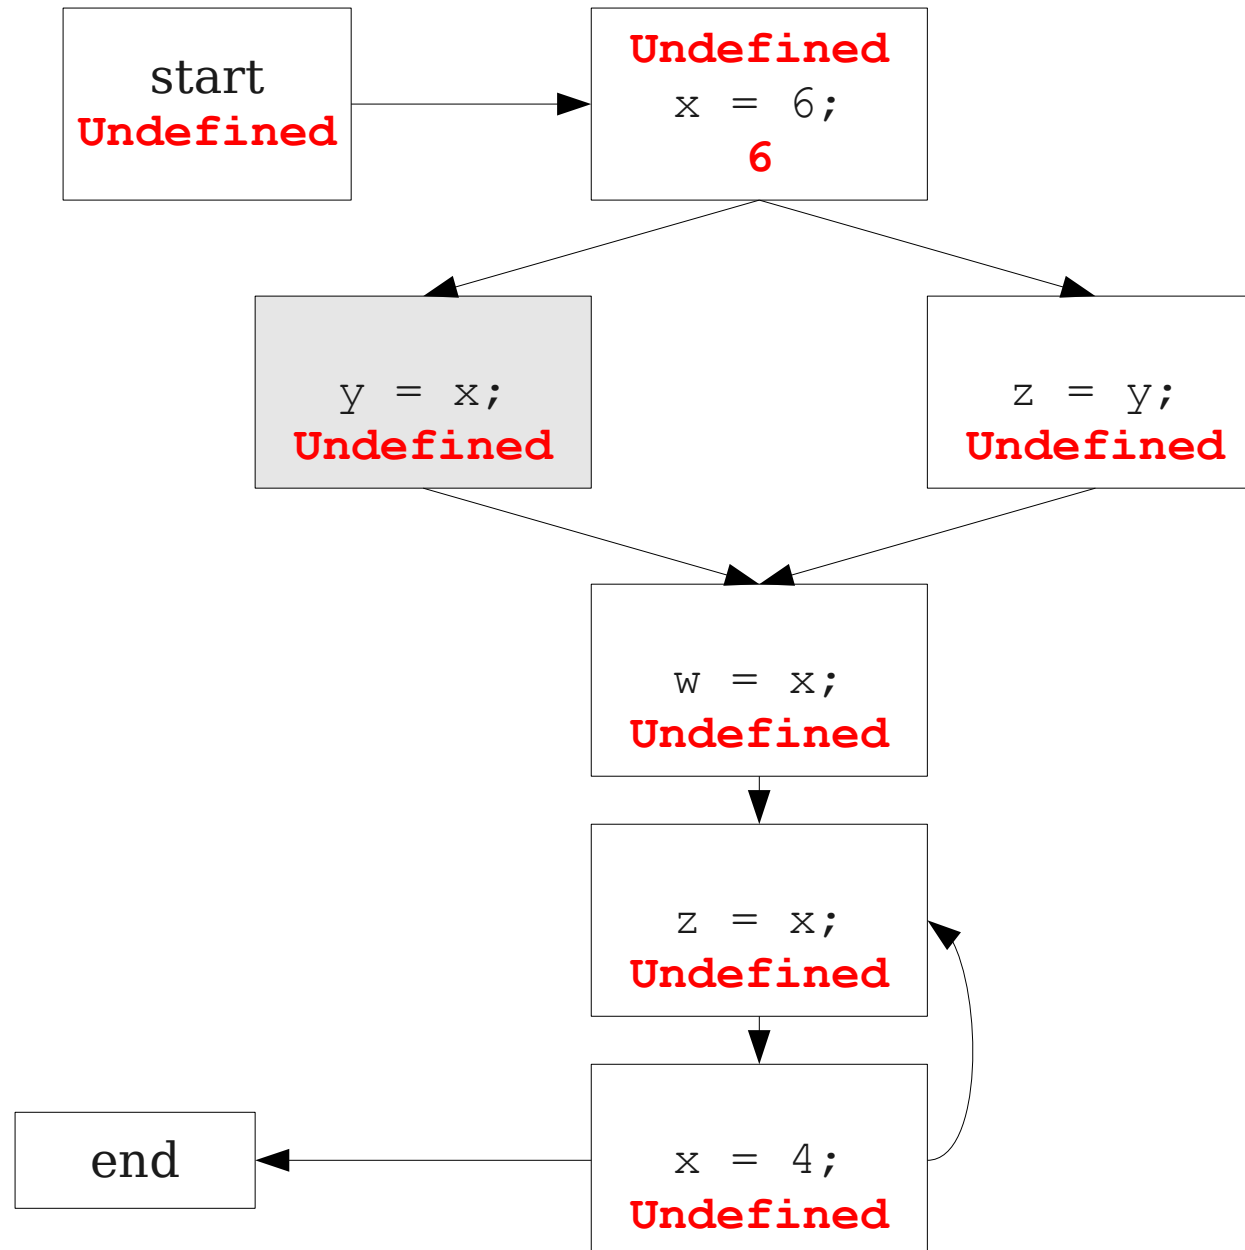 start
Undefined
Undefined
x = 6;
6
y = x;
Undefined
z = y;
Undefined
w = x;
Undefined
z = x;
Undefined
end
x = 4;
Undefined